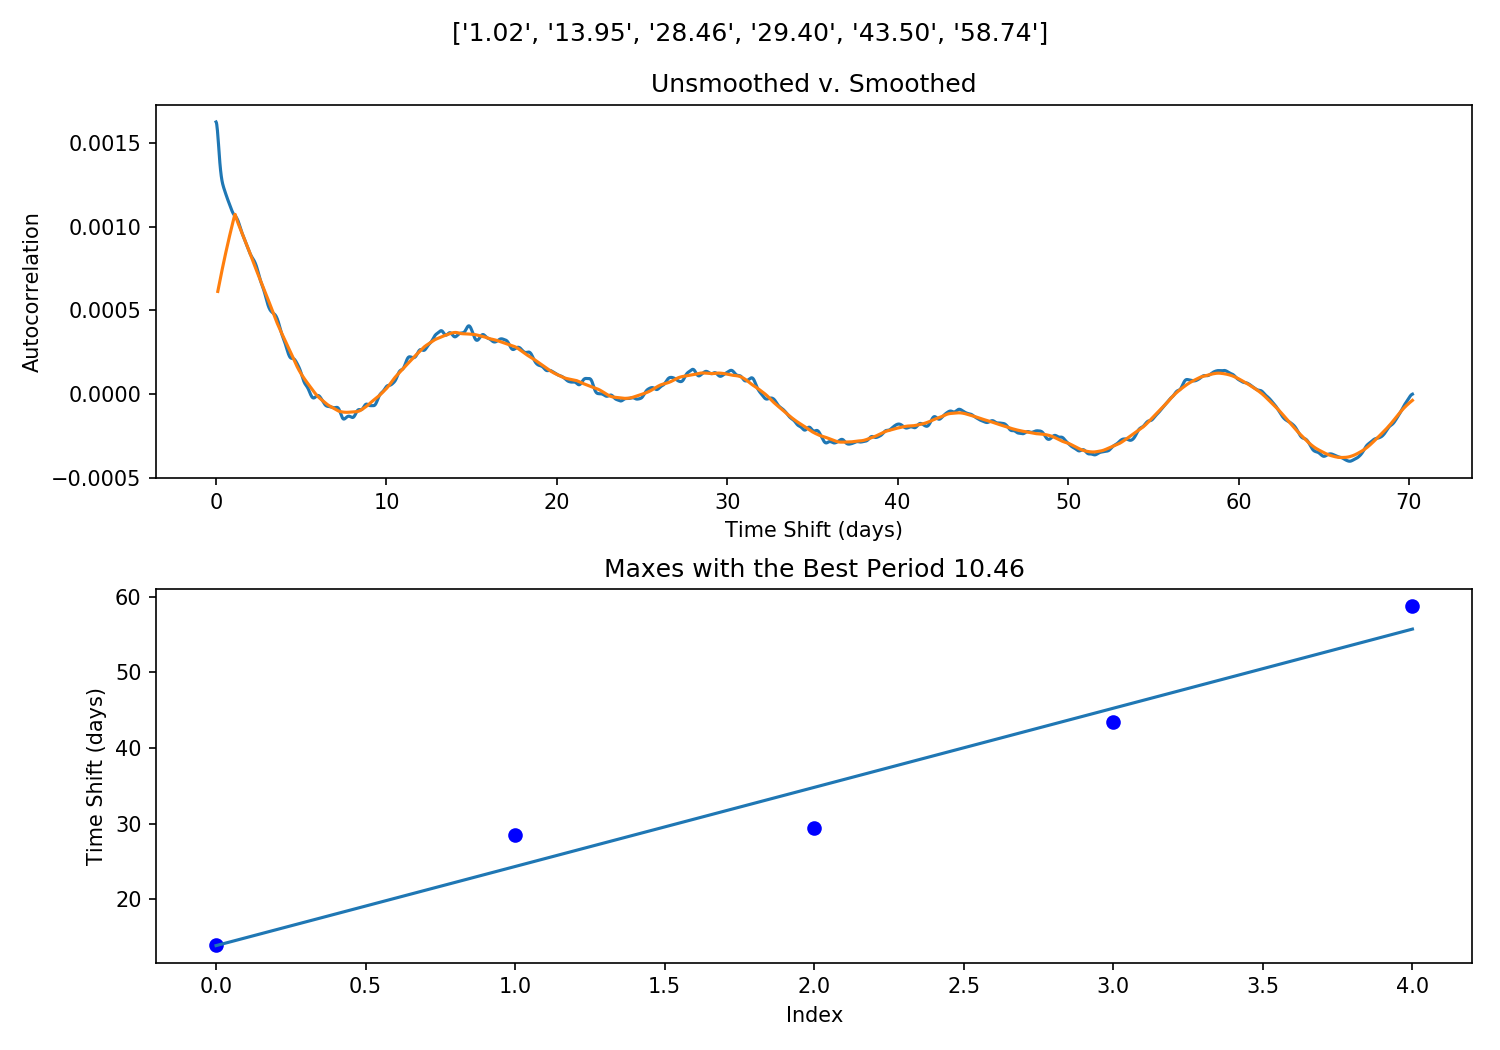 ['1.02', '13.95', '28.46', '29.40', '43.50', '58.74']
Unsmoothed v. Smoothed
0.0015
0.0010
0.0005
0.0000
−0.0005
Autocorrelation
0 10 20 30 40 50 60 70
Time Shift (days)
Maxes with the Best Period 10.46
60
50
40
30
20
Time Shift (days)
0.0 0.5 1.0 1.5 2.0 2.5 3.0 3.5 4.0
Index